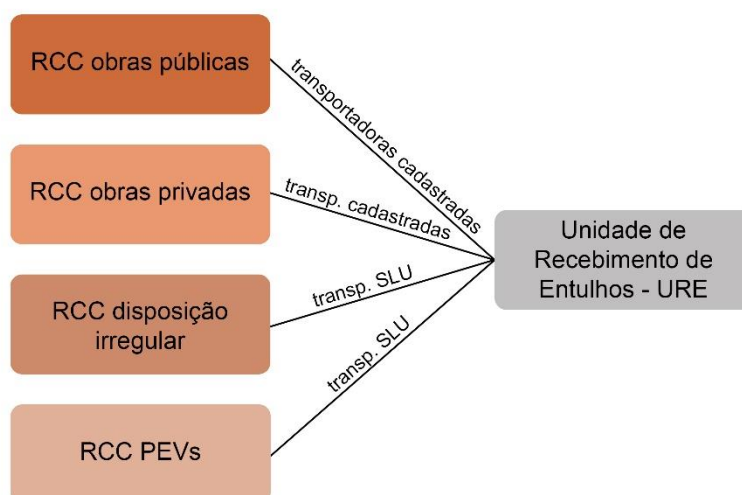 RCC obras públicas
transportadoras cadastradas
RCC obras privadas
transp. cadastradas
Unidade de
Recebimento de
Entulhos - URE
RCC disposição
irregular
transp. SLU
transp. SLU
RCC PEVs